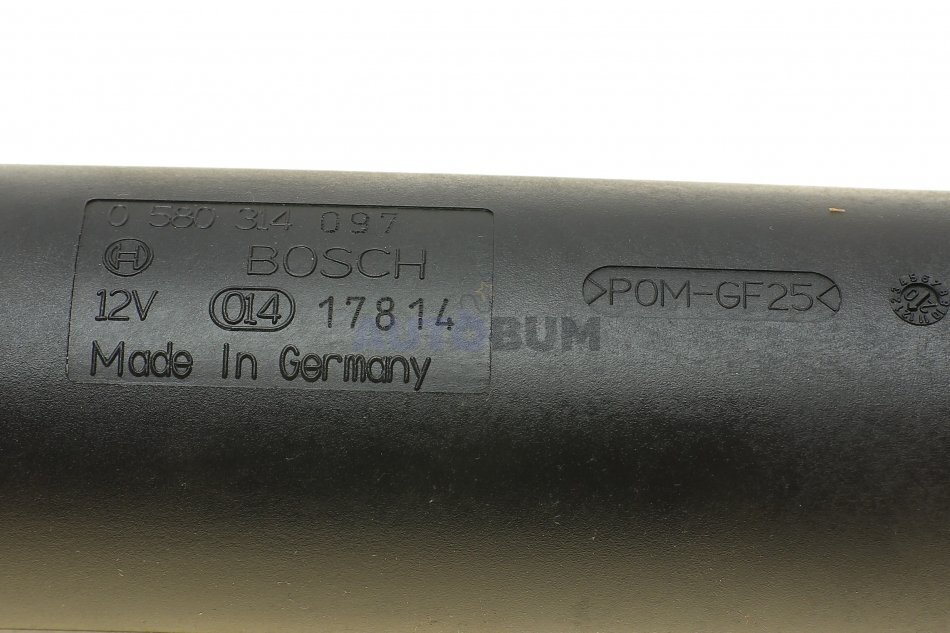 0 580 314 097
BOSCH
12V 014 17814
Made In Germany
>POM-GF25<
AUTOBUM